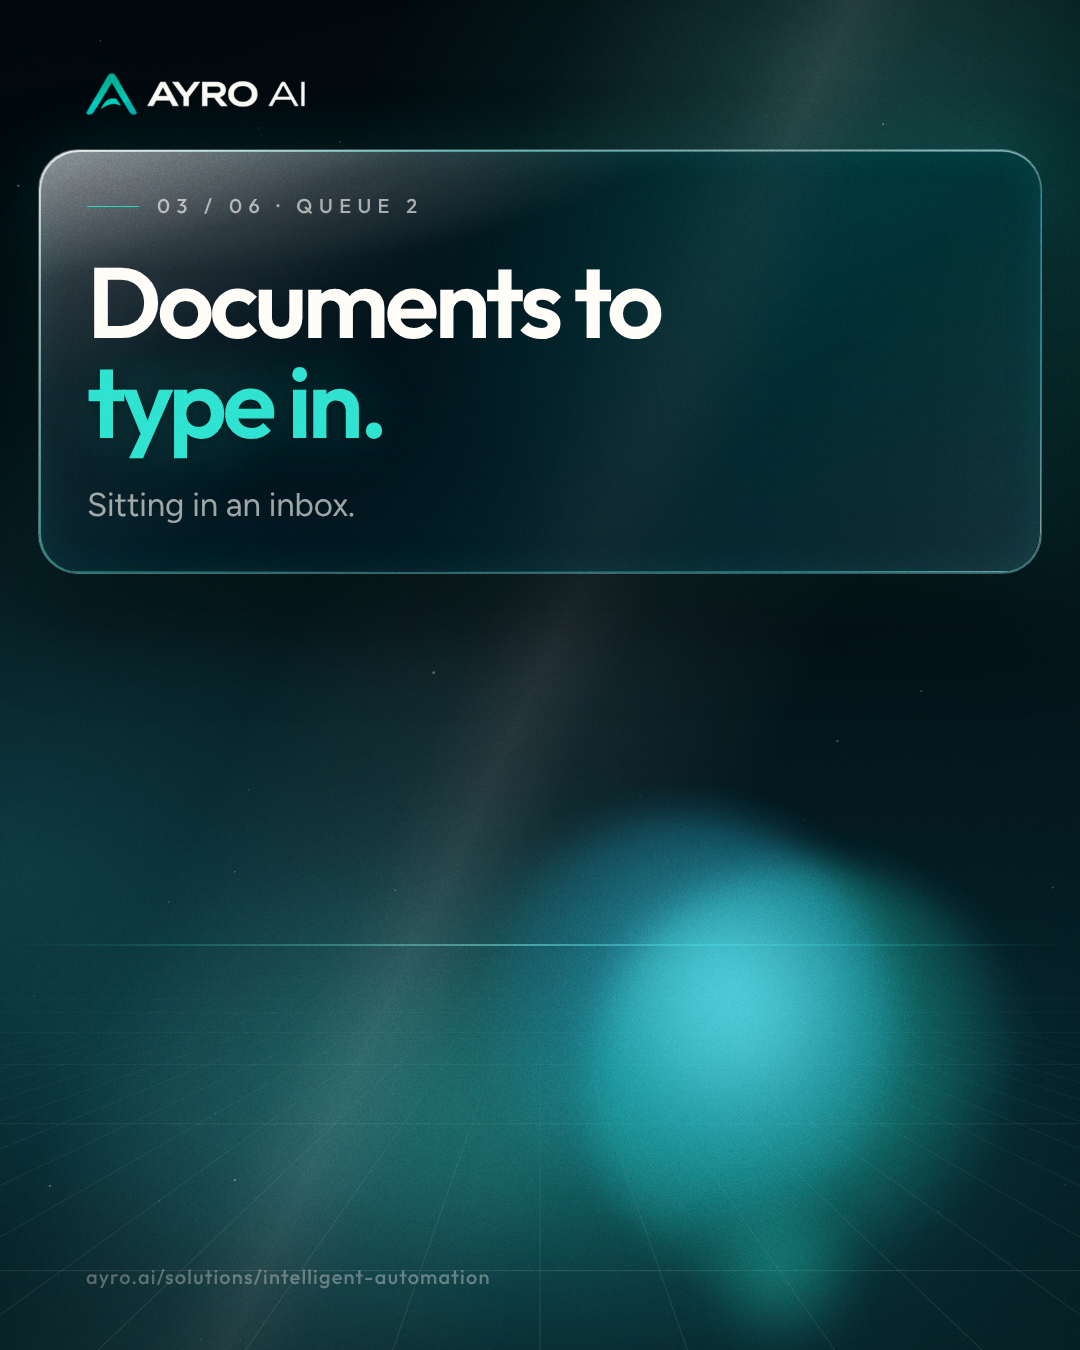 AYRO AI
03 / 06 · QUEUE 2
Documents to
type in.
Sitting in an inbox.
ayro.ai/solutions/intelligent-automation